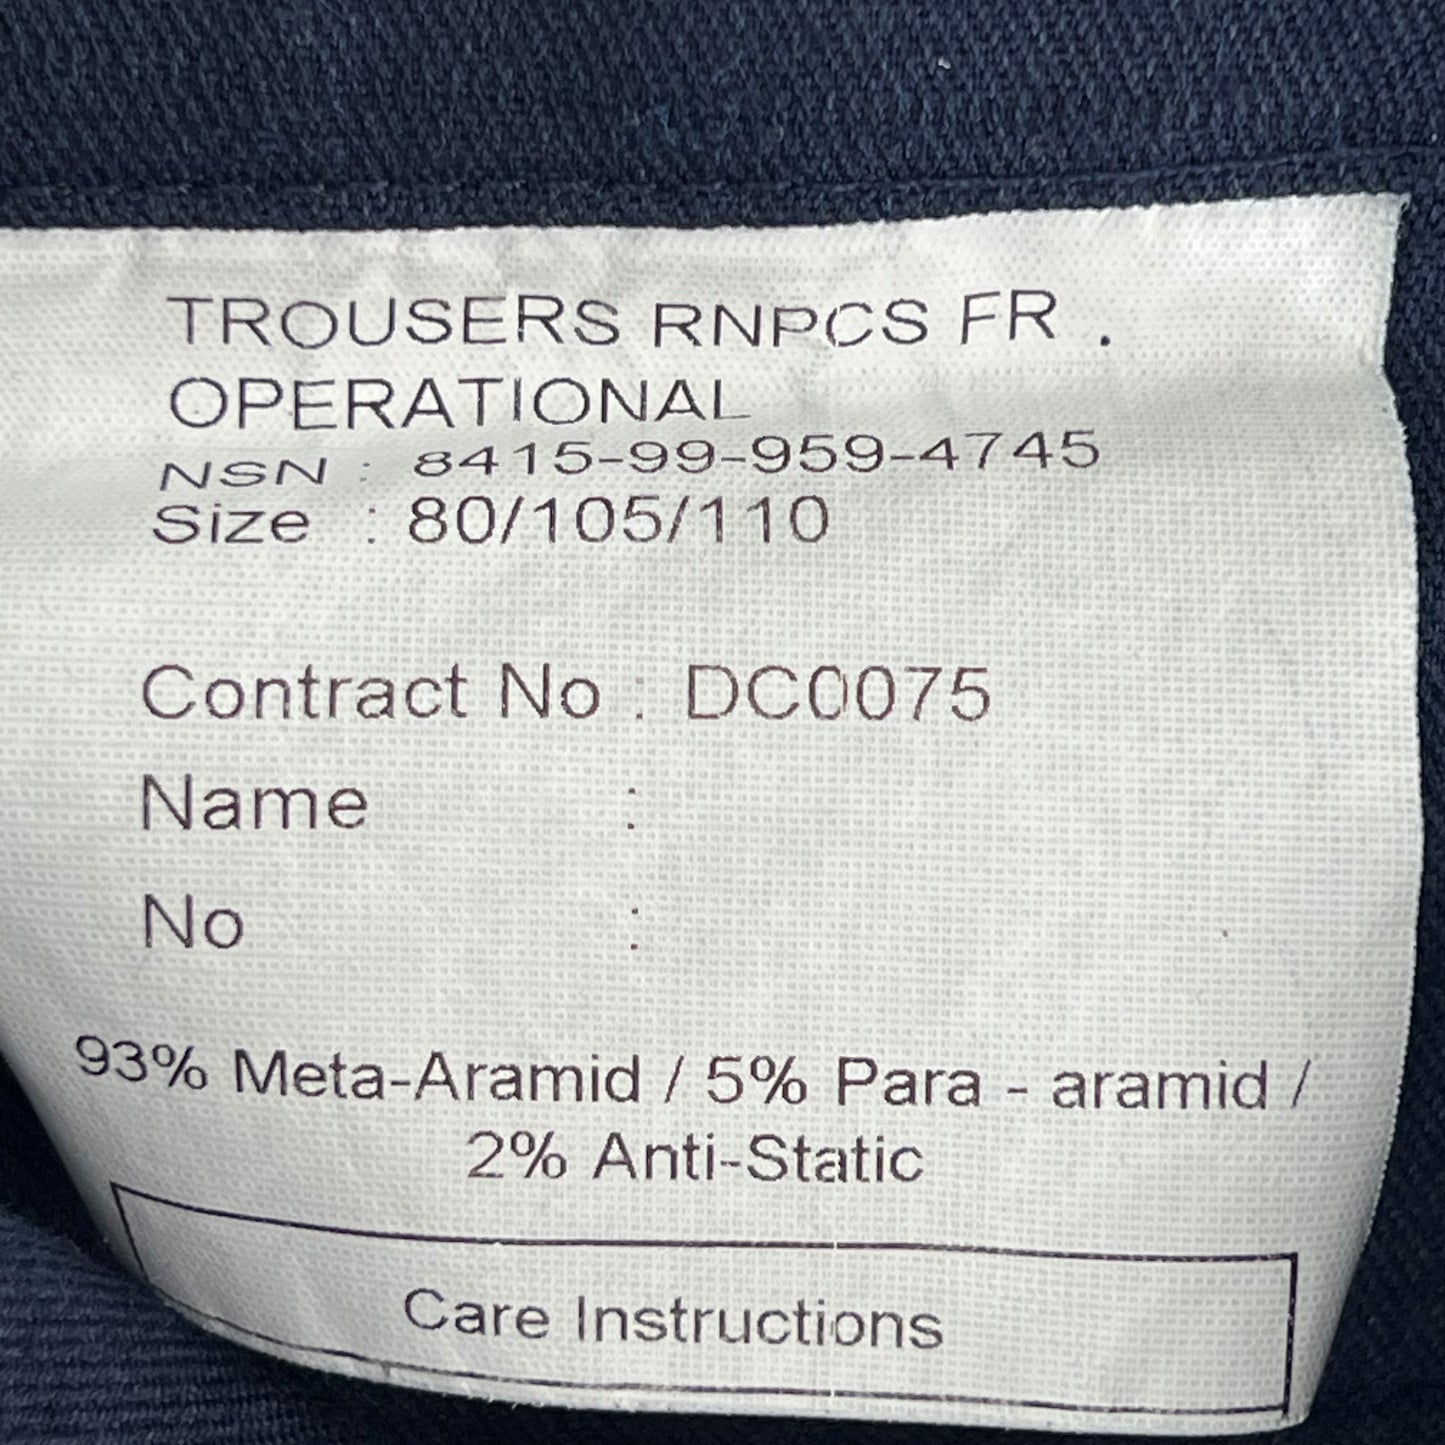 TROUSERS RNPCS FR .
OPERATIONAL
NSN : 8415-99-959-4745
Size : 80/105/110
Contract No : DC0075
Name :
No :
93% Meta-Aramid / 5% Para - aramid /
2% Anti-Static
Care Instructions